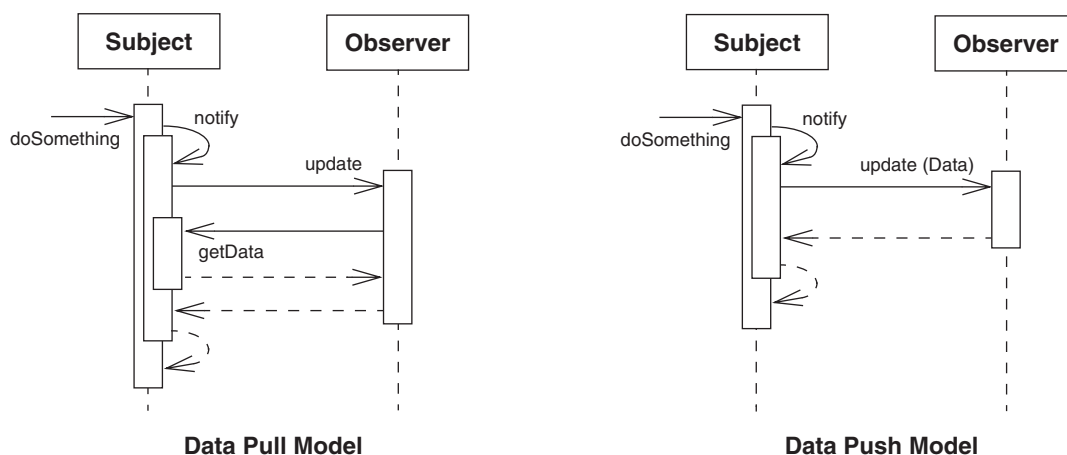 Subject
Observer
doSomething
notify
update
getData
Data Pull Model
Subject
Observer
doSomething
notify
update (Data)
Data Push Model